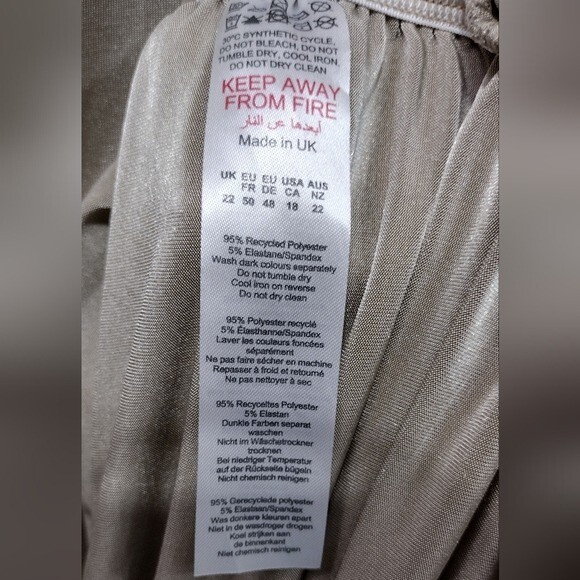 30°C SYNTHETIC CYCLE,
DO NOT BLEACH, DO NOT
TUMBLE DRY, COOL IRON,
DO NOT DRY CLEAN
KEEP AWAY
FROM FIRE
أبعدها عن النار
Made in UK
UK EU EU USA AUS
FR DE CA NZ
22 50 48 18 22
95% Recycled Polyester
5% Elastane/Spandex
Wash dark colours separately
Do not tumble dry
Cool iron on reverse
Do not dry clean
95% Polyester recyclé
5% Élasthanne/Spandex
Laver les couleurs foncées
séparément
Ne pas faire sécher en machine
Repasser à froid et retourné
Ne pas nettoyer à sec
95% Recyceltes Polyester
5% Elastan
Dunkle Farben separat
waschen
Nicht im Wäschetrockner
trocknen
Bei niedriger Temperatur
auf der Rückseite bügeln
Nicht chemisch reinigen
95% Gerecyclede polyester
5% Elastaan/Spandex
Was donkere kleuren apart
Niet in de wasdroger drogen
Koel strijken aan
de binnenkant
Niet chemisch reinigen